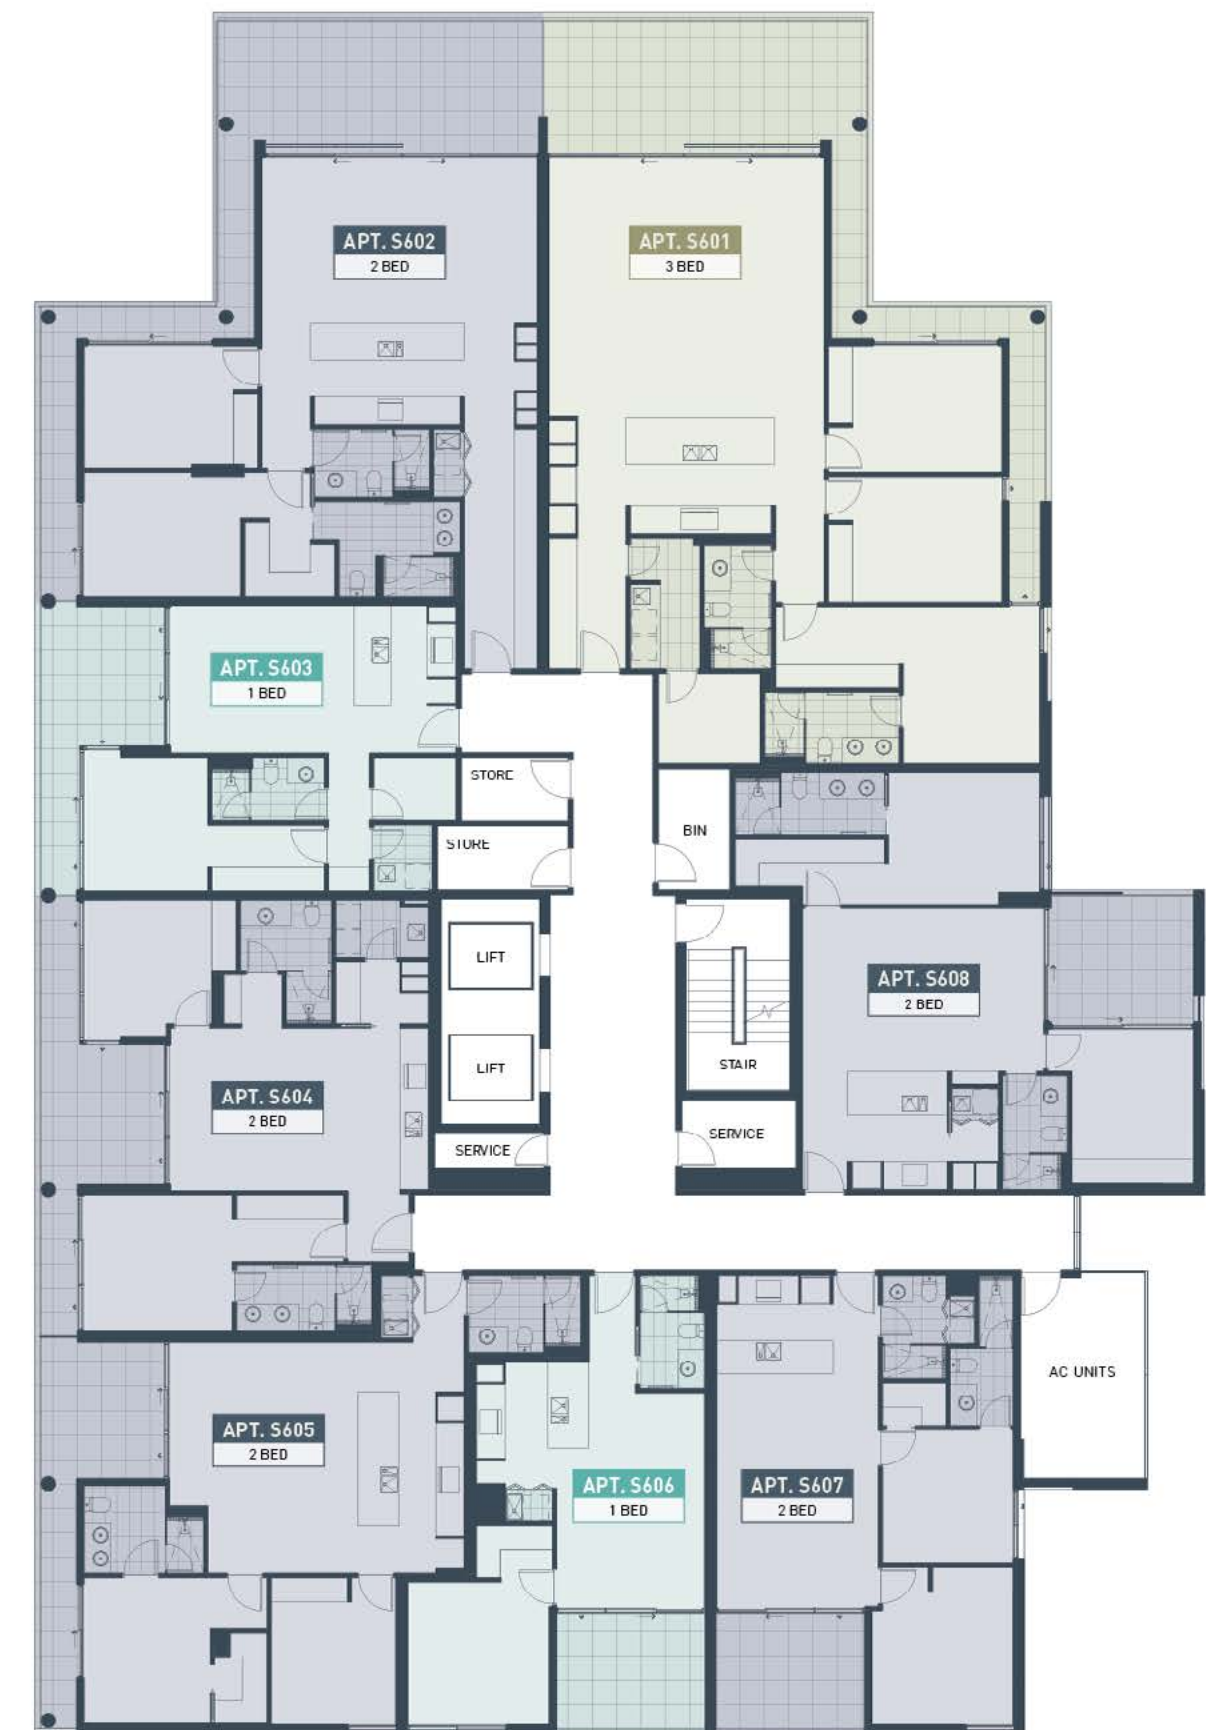 APT. S602
2 BED
APT. S601
3 BED
APT. S603
1 BED
STORE
STORE
BIN
LIFT
LIFT
STAIR
SERVICE
SERVICE
APT. S608
2 BED
APT. S604
2 BED
AC UNITS
APT. S605
2 BED
APT. S606
1 BED
APT. S607
2 BED